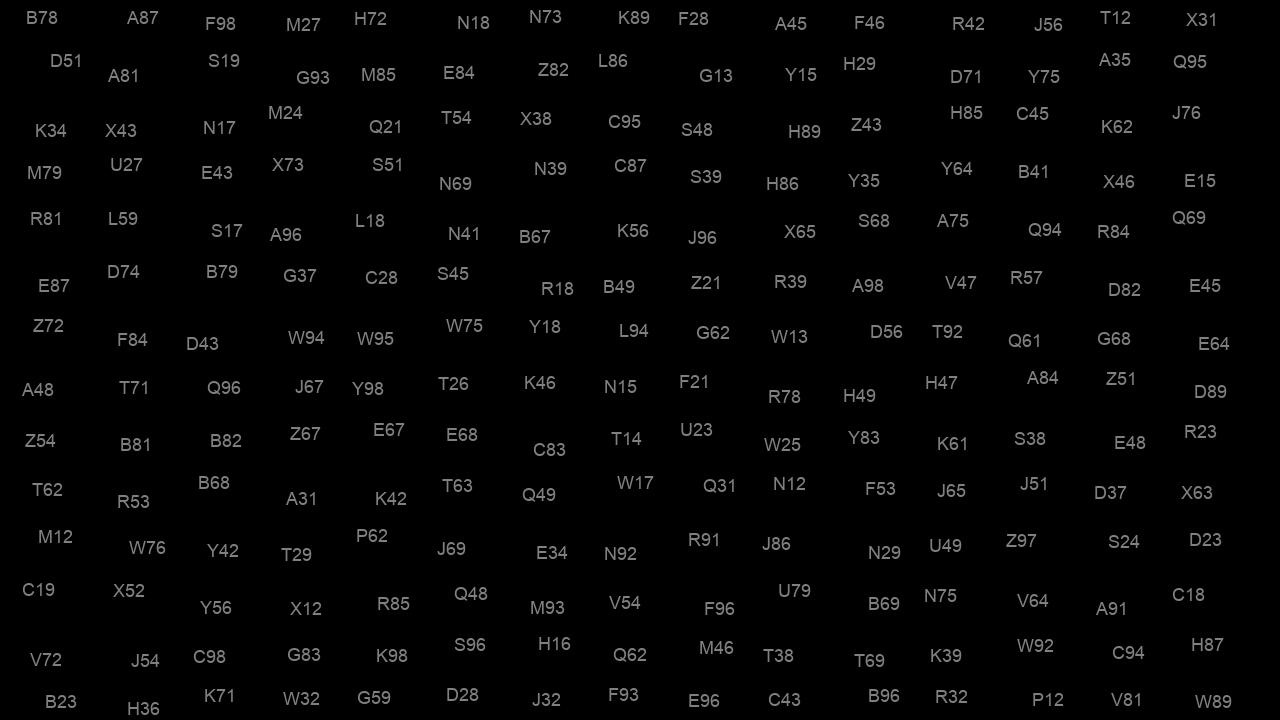 B78 A87 F98 M27 H72 N18 N73 K89 F28 A45 F46 R42 J56 T12 X31
D51 A81 S19 G93 M85 E84 Z82 L86 G13 Y15 H29 D71 Y75 A35 Q95
K34 X43 N17 M24 Q21 T54 X38 C95 S48 H89 Z43 H85 C45 K62 J76
M79 U27 E43 X73 S51 N69 N39 C87 S39 H86 Y35 Y64 B41 X46 E15
R81 L59 S17 A96 L18 N41 B67 K56 J96 X65 S68 A75 Q94 R84 Q69
E87 D74 B79 G37 C28 S45 R18 B49 Z21 R39 A98 V47 R57 D82 E45
Z72 F84 D43 W94 W95 W75 Y18 L94 G62 W13 D56 T92 Q61 G68 E64
A48 T71 Q96 J67 Y98 T26 K46 N15 F21 R78 H49 H47 A84 Z51 D89
Z54 B81 B82 Z67 E67 E68 C83 T14 U23 W25 Y83 K61 S38 E48 R23
T62 R53 B68 A31 K42 T63 Q49 W17 Q31 N12 F53 J65 J51 D37 X63
M12 W76 Y42 T29 P62 J69 E34 N92 R91 J86 N29 U49 Z97 S24 D23
C19 X52 Y56 X12 R85 Q48 M93 V54 F96 U79 B69 N75 V64 A91 C18
V72 J54 C98 G83 K98 S96 H16 Q62 M46 T38 T69 K39 W92 C94 H87
B23 H36 K71 W32 G59 D28 J32 F93 E96 C43 B96 R32 P12 V81 W89